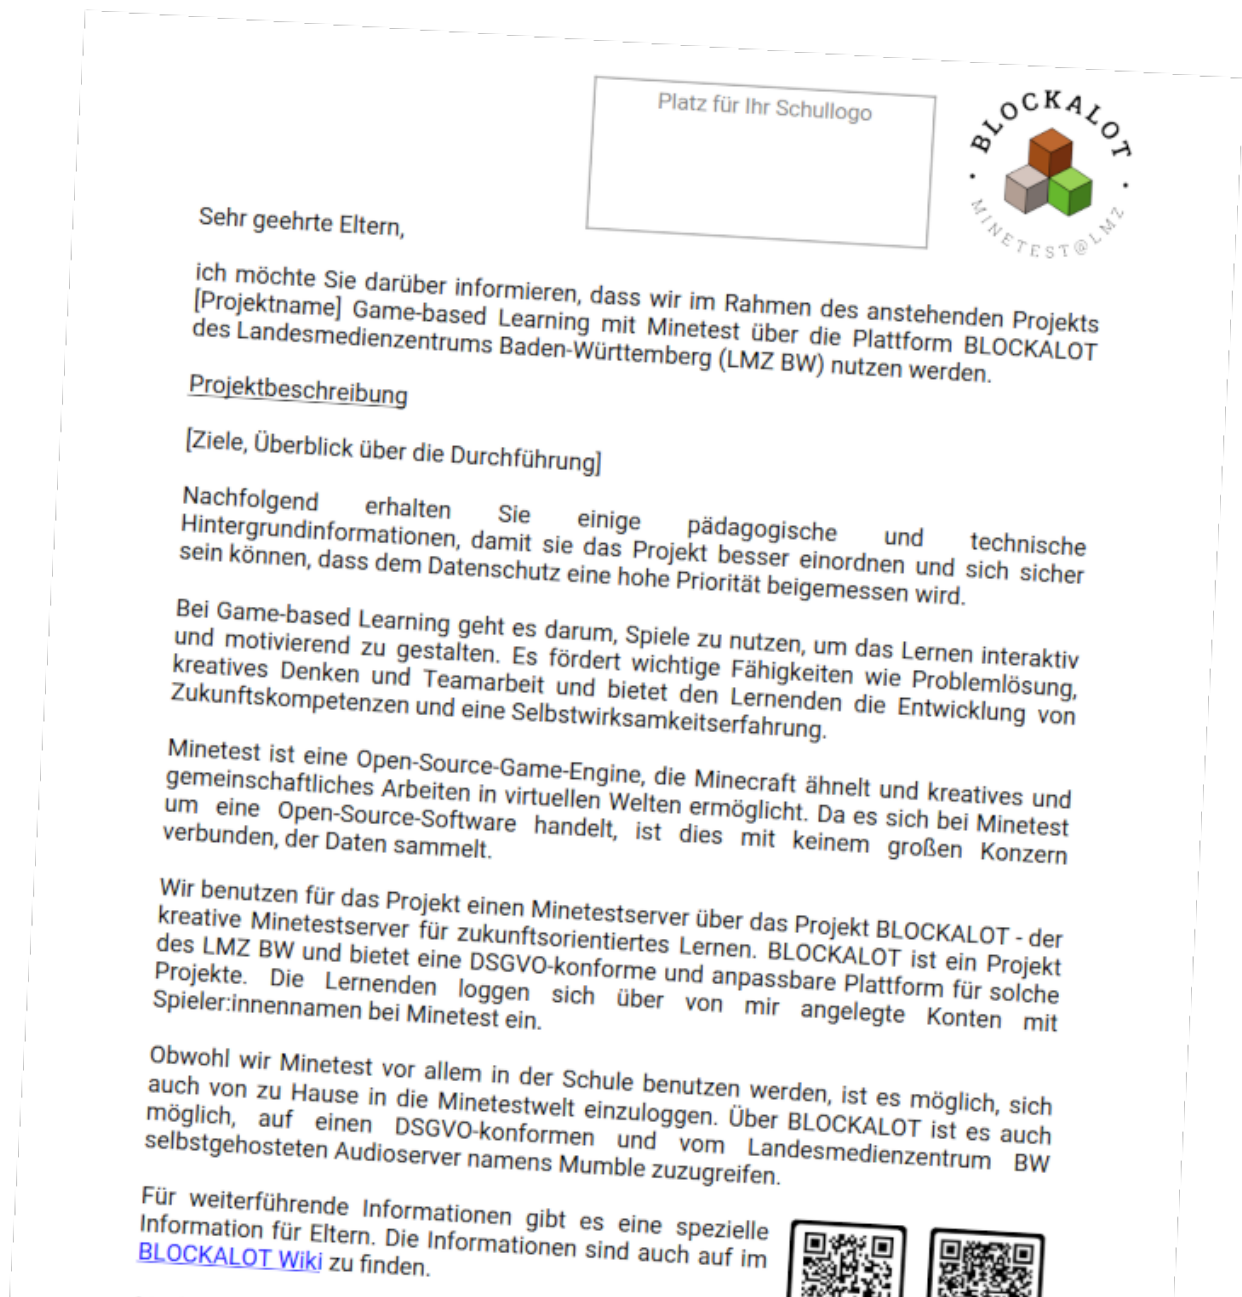 Platz für Ihr Schullogo
BLOCKALOT
MINETEST@LMZ
Sehr geehrte Eltern,
ich möchte Sie darüber informieren, dass wir im Rahmen des anstehenden Projekts
[Projektname] Game-based Learning mit Minetest über die Plattform BLOCKALOT
des Landesmedienzentrums Baden-Württemberg (LMZ BW) nutzen werden.
Projektbeschreibung
[Ziele, Überblick über die Durchführung]
Nachfolgend erhalten Sie einige pädagogische und technische
Hintergrundinformationen, damit sie das Projekt besser einordnen und sich sicher
sein können, dass dem Datenschutz eine hohe Priorität beigemessen wird.
Bei Game-based Learning geht es darum, Spiele zu nutzen, um das Lernen interaktiv
und motivierend zu gestalten. Es fördert wichtige Fähigkeiten wie Problemlösung,
kreatives Denken und Teamarbeit und bietet den Lernenden die Entwicklung von
Zukunftskompetenzen und eine Selbstwirksamkeitserfahrung.
Minetest ist eine Open-Source-Game-Engine, die Minecraft ähnelt und kreatives und
gemeinschaftliches Arbeiten in virtuellen Welten ermöglicht. Da es sich bei Minetest
um eine Open-Source-Software handelt, ist dies mit keinem großen Konzern
verbunden, der Daten sammelt.
Wir benutzen für das Projekt einen Minetestserver über das Projekt BLOCKALOT - der
kreative Minetestserver für zukunftsorientiertes Lernen. BLOCKALOT ist ein Projekt
des LMZ BW und bietet eine DSGVO-konforme und anpassbare Plattform für solche
Projekte. Die Lernenden loggen sich über von mir angelegte Konten mit
Spieler:innennamen bei Minetest ein.
Obwohl wir Minetest vor allem in der Schule benutzen werden, ist es möglich, sich
auch von zu Hause in die Minetestwelt einzuloggen. Über BLOCKALOT ist es auch
möglich, auf einen DSGVO-konformen und vom Landesmedienzentrum BW
selbstgehosteten Audioserver namens Mumble zuzugreifen.
Für weiterführende Informationen gibt es eine spezielle
Information für Eltern. Die Informationen sind auch auf im
BLOCKALOT Wiki zu finden.